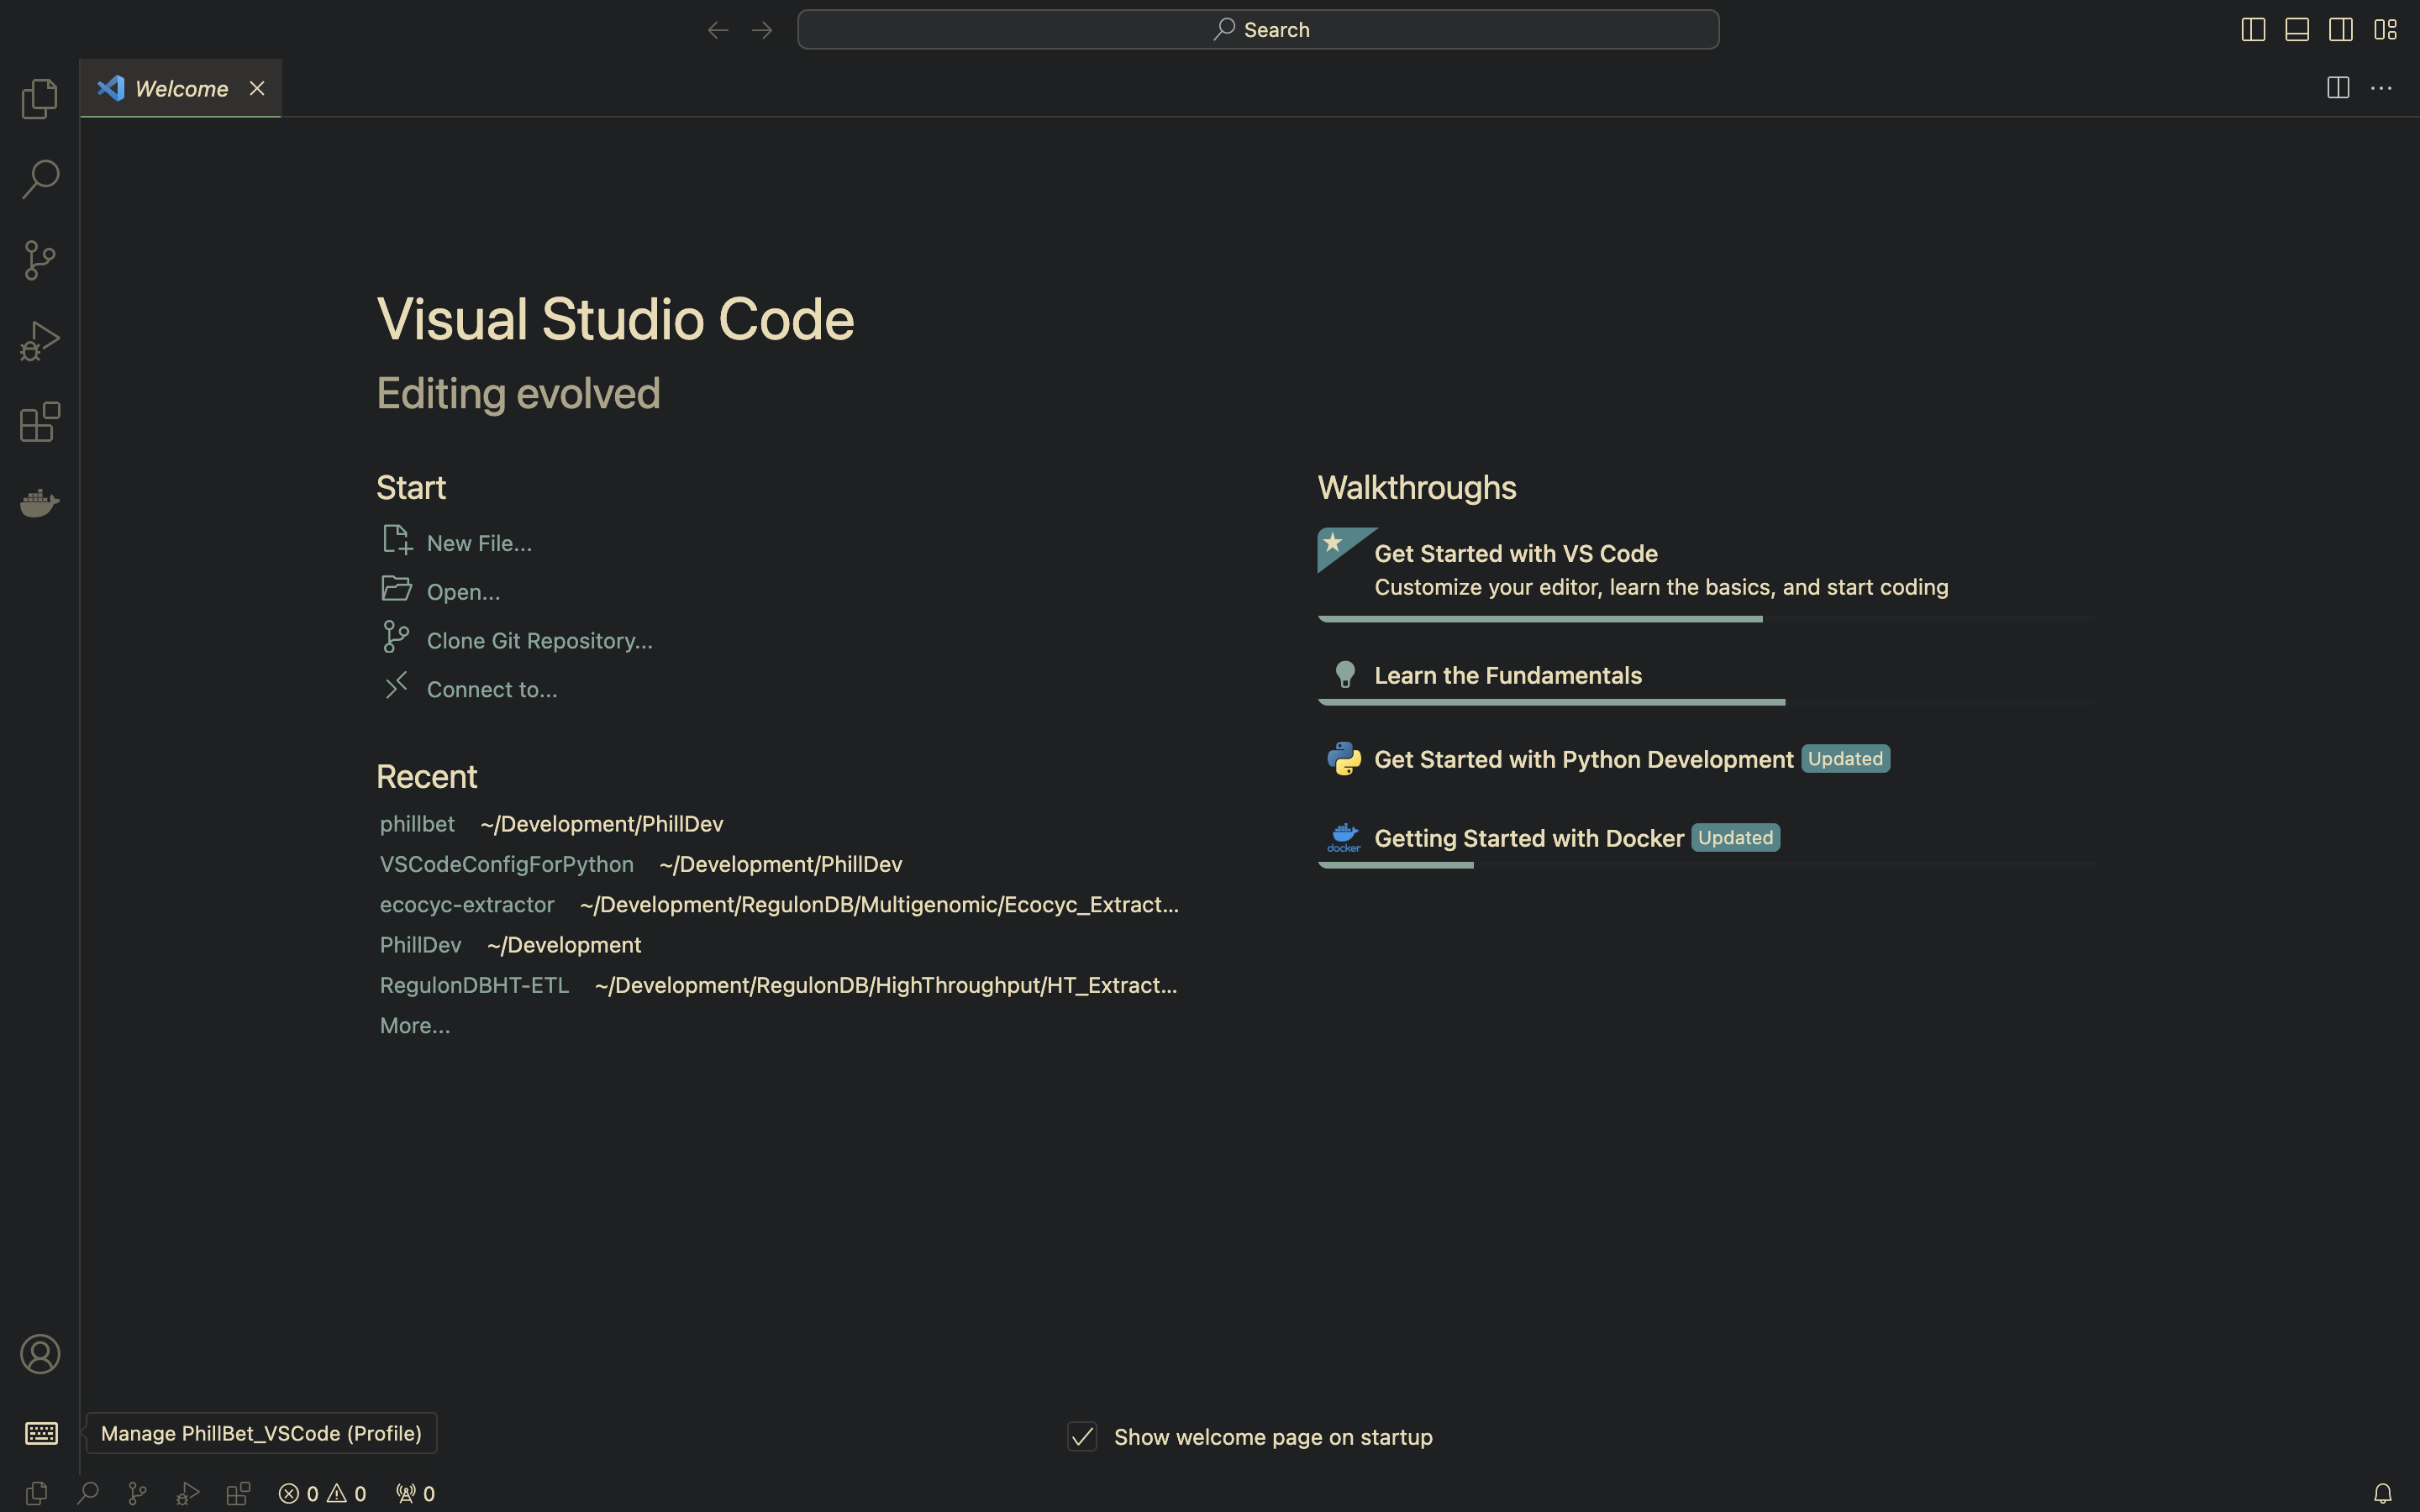 Search
Welcome
Visual Studio Code
Editing evolved
Start
New File...
Open...
Clone Git Repository...
Connect to...
Recent
phillbet ~/Development/PhillDev
VSCodeConfigForPython ~/Development/PhillDev
ecocyc-extractor ~/Development/RegulonDB/Multigenomic/Ecocyc_Extract...
PhillDev ~/Development
RegulonDBHT-ETL ~/Development/RegulonDB/HighThroughput/HT_Extract...
More...
Walkthroughs
Get Started with VS Code
Customize your editor, learn the basics, and start coding
Learn the Fundamentals
Get Started with Python Development Updated
docker
Getting Started with Docker Updated
Manage PhillBet_VSCode (Profile)
Show welcome page on startup
0 0 0